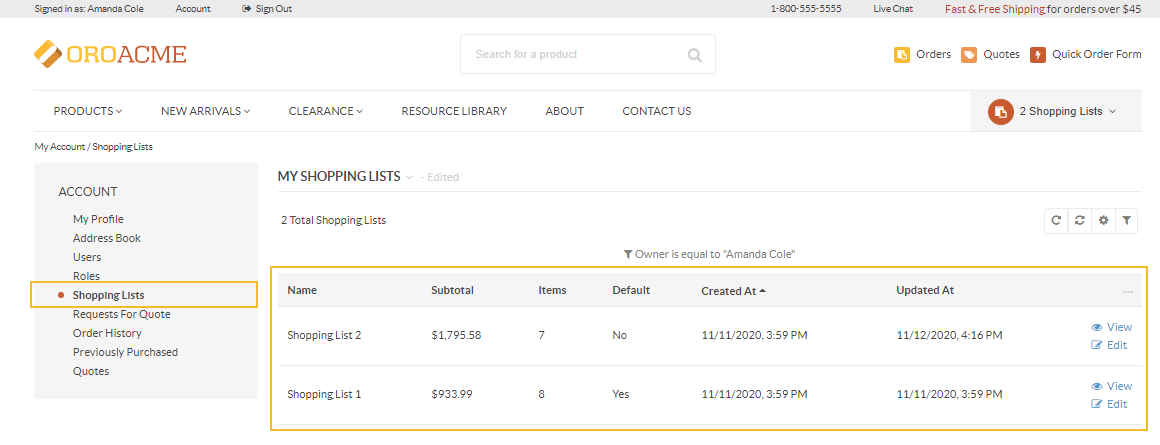 Signed in as: Amanda Cole Account Sign Out 1-800-555-5555 Live Chat Fast & Free Shipping for orders over $45
OROACME Search for a product Orders Quotes Quick Order Form
PRODUCTS NEW ARRIVALS CLEARANCE RESOURCE LIBRARY ABOUT CONTACT US 2 Shopping Lists
My Account / Shopping Lists
ACCOUNT
My Profile
Address Book
Users
Roles
Shopping Lists
Requests For Quote
Order History
Previously Purchased
Quotes
MY SHOPPING LISTS - Edited
2 Total Shopping Lists
Owner is equal to "Amanda Cole"
Name Subtotal Items Default Created At Updated At ...
Shopping List 2 $1,795.58 7 No 11/11/2020, 3:59 PM 11/12/2020, 4:16 PM View
Edit
Shopping List 1 $933.99 8 Yes 11/11/2020, 3:59 PM 11/11/2020, 3:59 PM View
Edit